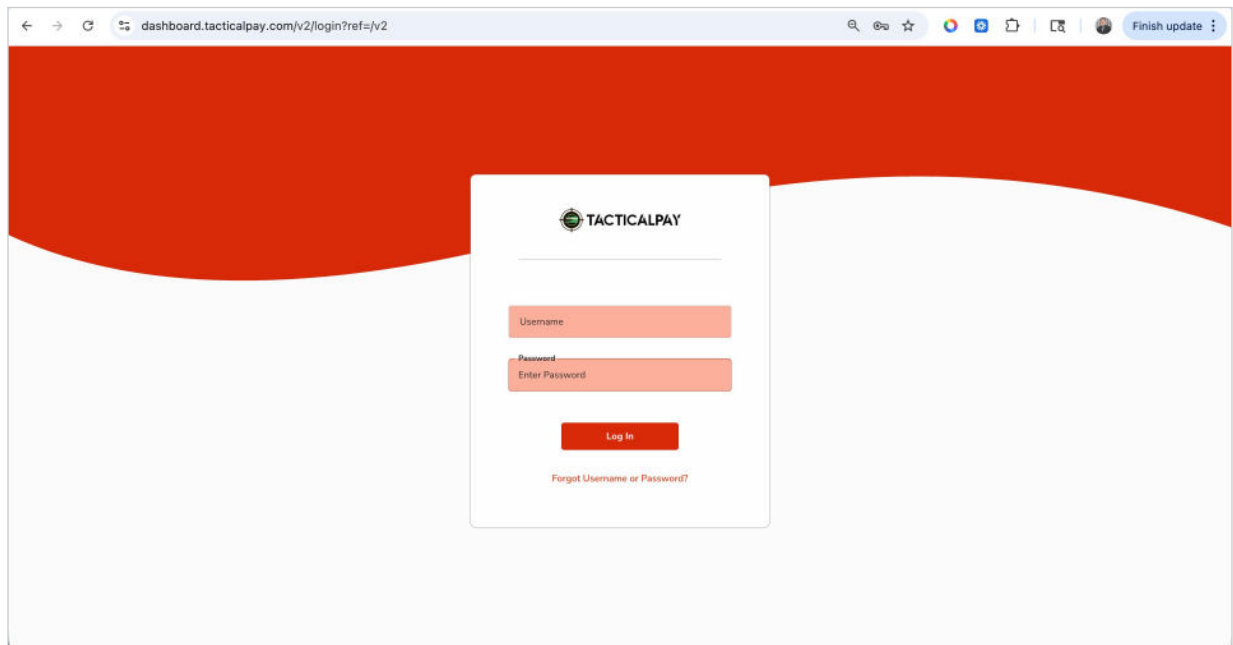 dashboard.tacticalpay.com/v2/login?ref=/v2
Finish update
TACTICALPAY
Username
Password
Enter Password
Log In
Forgot Username or Password?